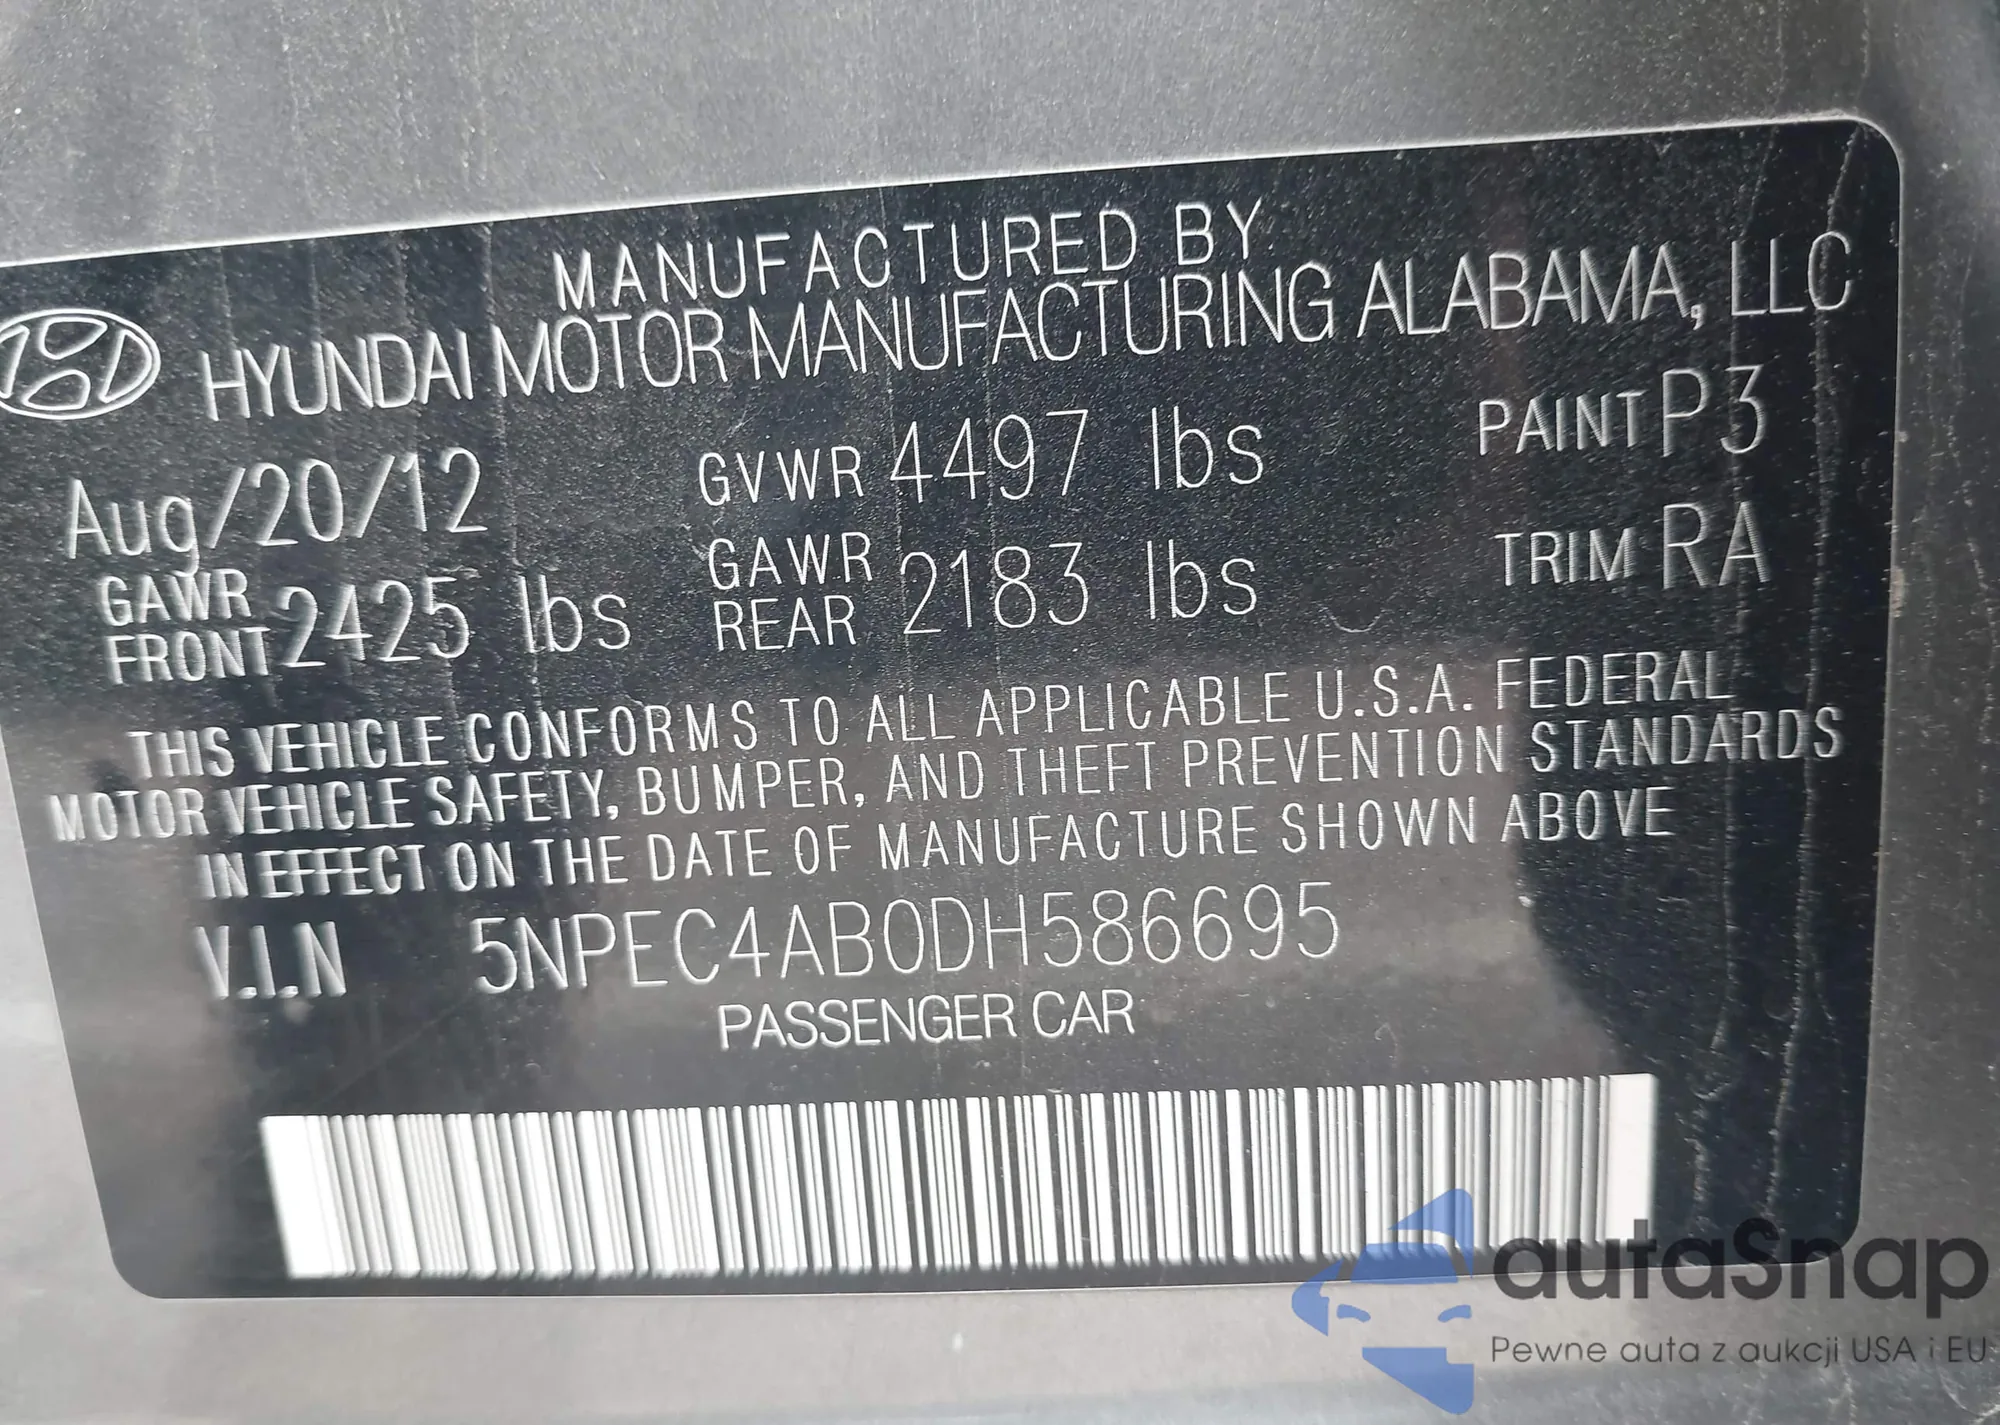 MANUFACTURED BY
HYUNDAI MOTOR MANUFACTURING ALABAMA, LLC
Aug/20/12 GVWR 4497 lbs PAINT P3
GAWR FRONT 2425 lbs GAWR REAR 2183 lbs TRIM RA
THIS VEHICLE CONFORMS TO ALL APPLICABLE U.S.A. FEDERAL
MOTOR VEHICLE SAFETY, BUMPER, AND THEFT PREVENTION STANDARDS
IN EFFECT ON THE DATE OF MANUFACTURE SHOWN ABOVE
V.I.N 5NPEC4AB0DH586695
PASSENGER CAR
autaSnap
Pewne auta z aukcji USA i EU